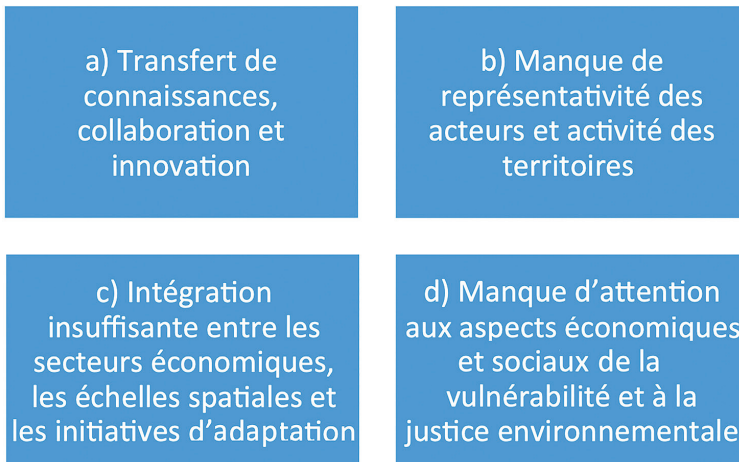 a) Transfert de
connaissances,
collaboration et
innovation
b) Manque de
représentativité des
acteurs et activité des
territoires
c) Intégration
insuffisante entre les
secteurs économiques,
les échelles spatiales et
les initiatives d’adaptation
d) Manque d’attention
aux aspects économiques
et sociaux de la
vulnérabilité et à la
justice environnementale